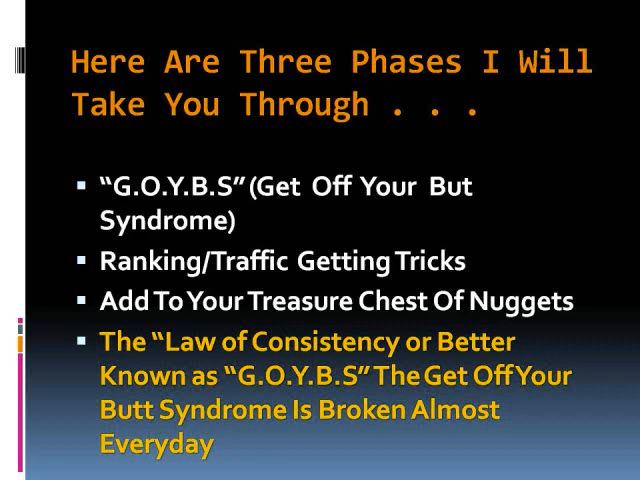 Here Are Three Phases I Will
Take You Through . . .
“G.O.Y.B.S” (Get Off Your But
Syndrome)
Ranking/Traffic Getting Tricks
Add To Your Treasure Chest Of Nuggets
The “Law of Consistency or Better
Known as “G.O.Y.B.S” The Get Off Your
Butt Syndrome Is Broken Almost
Everyday